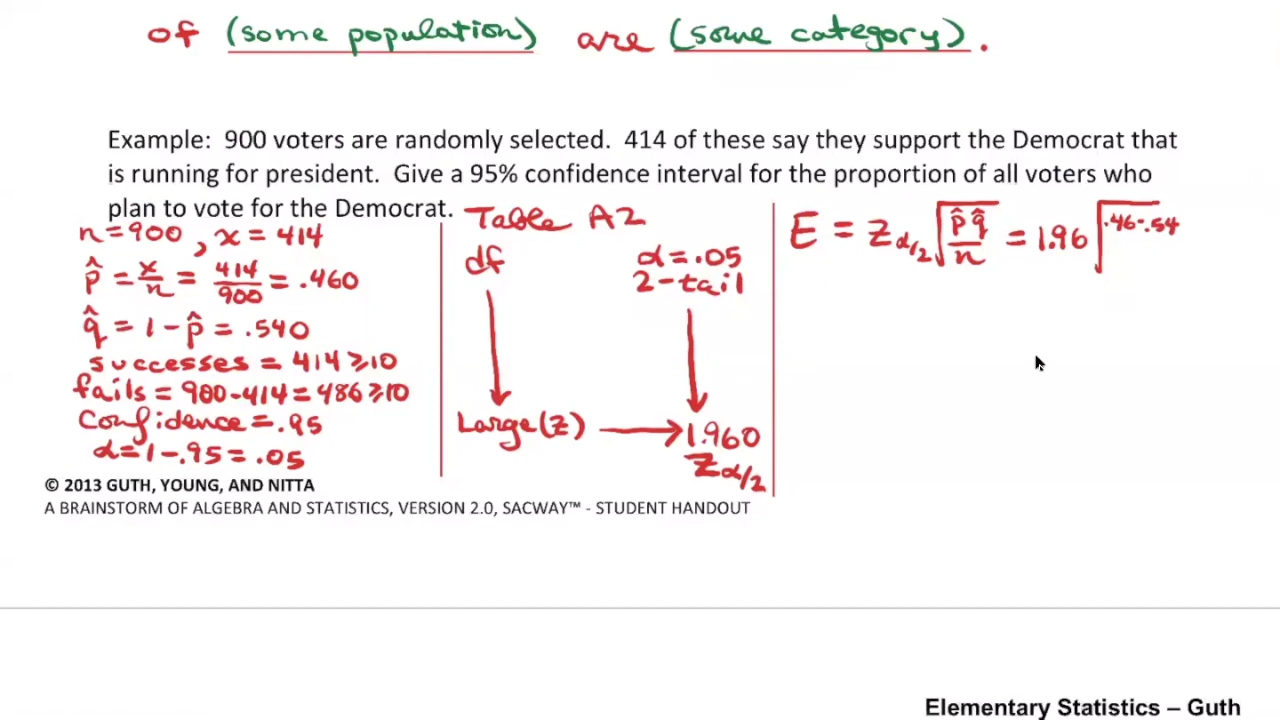 of (some population) are (some category).
Example: 900 voters are randomly selected. 414 of these say they support the Democrat that
is running for president. Give a 95% confidence interval for the proportion of all voters who
plan to vote for the Democrat.
n=900, x=414
p̂ = x/n = 414/900 = .460
q̂ = 1-p̂ = .540
successes = 414≥10
fails = 900-414=486≥10
Confidence=.95
α=1-.95=.05
Table A2
df α=.05
2-tail
Large(z) → 1.960
Zα/2
E = Zα/2 √(p̂q̂/n) = 1.96 √.46·.54
© 2013 GUTH, YOUNG, AND NITTA
A BRAINSTORM OF ALGEBRA AND STATISTICS, VERSION 2.0, SACWAY™ - STUDENT HANDOUT
Elementary Statistics – Guth